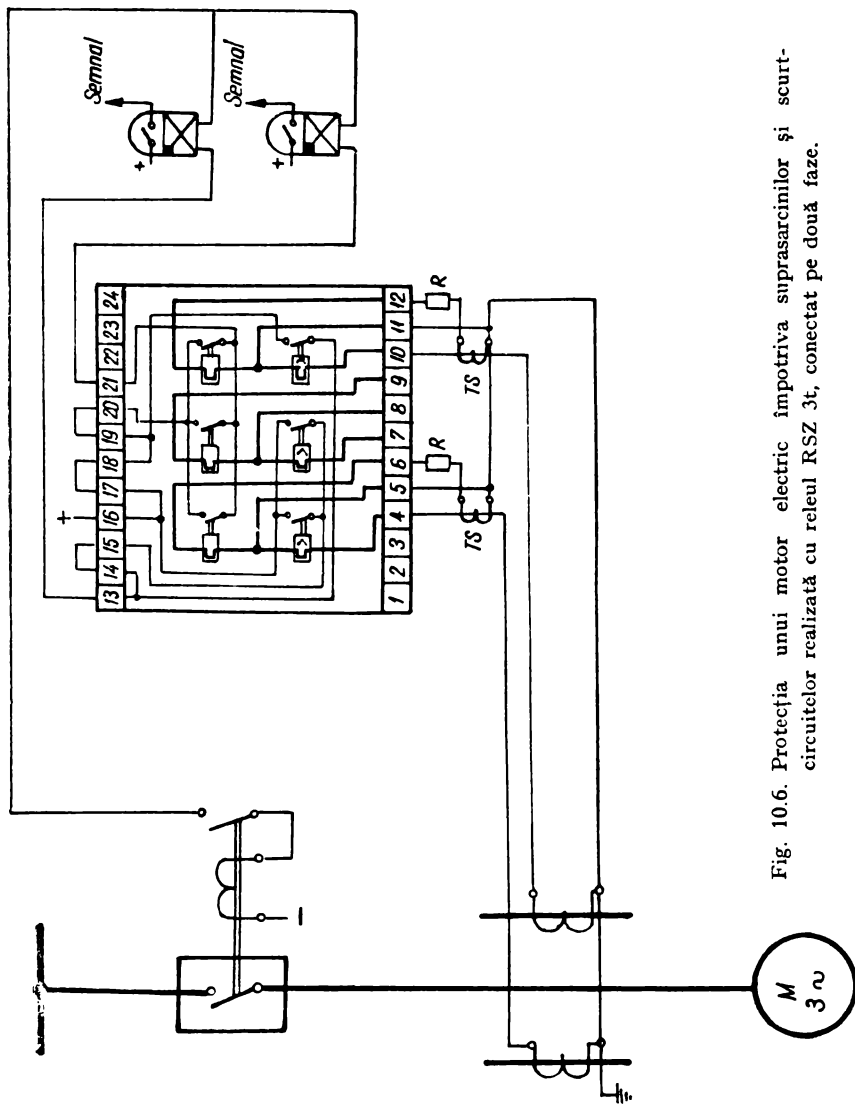 Semnal
Semnal
+
+
+
13 14 15 16 17 18 19 20 21 22 23 24
1 2 3 4 5 6 7 8 9 10 11 12
R
R
TS
TS
−
M
3 ~
Fig. 10.6. Protecția unui motor electric împotriva suprasarcinilor și scurt-
circuitelor realizată cu releul RSZ 3t, conectat pe două faze.